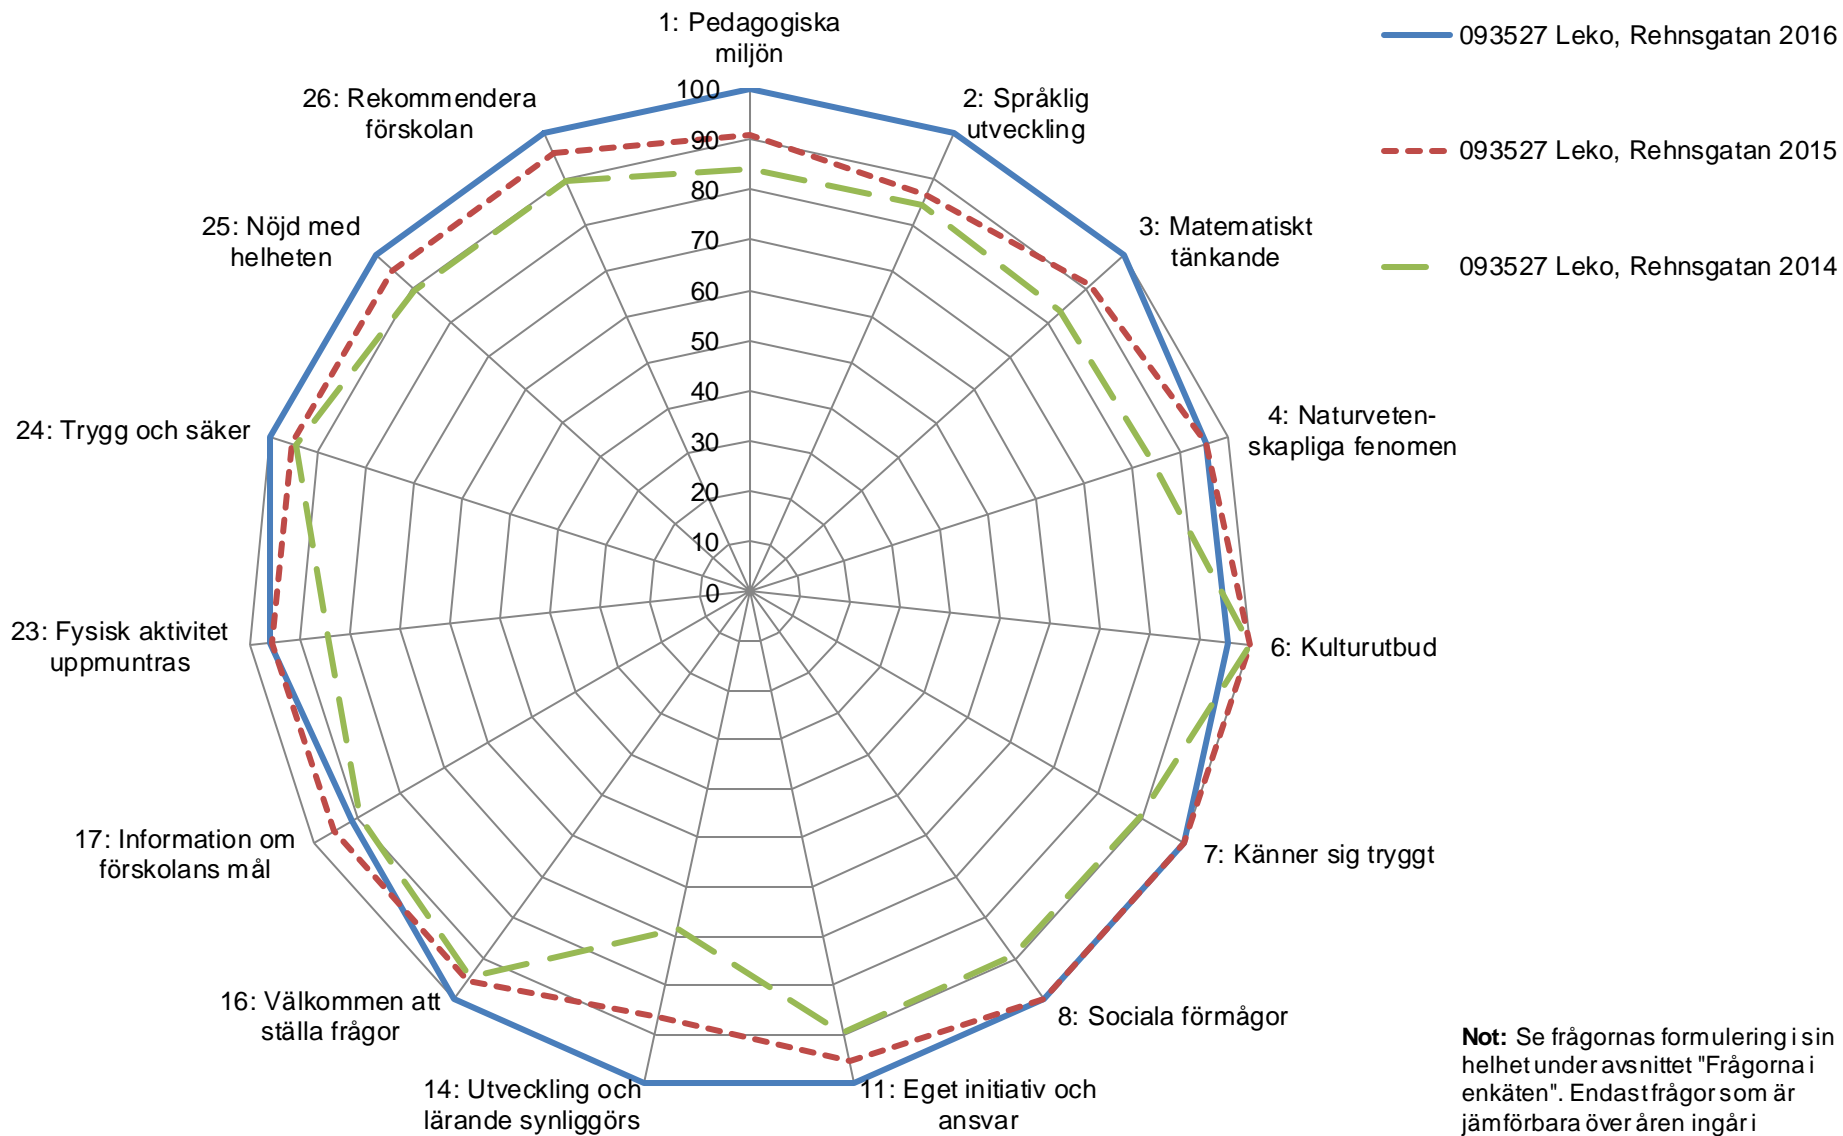 1: Pedagogiska
miljön
2: Språklig
utveckling
3: Matematiskt
tänkande
4: Naturveten-
skapliga fenomen
6: Kulturutbud
7: Känner sig tryggt
8: Sociala förmågor
11: Eget initiativ och
ansvar
14: Utveckling och
lärande synliggörs
16: Välkommen att
ställa frågor
17: Information om
förskolans mål
23: Fysisk aktivitet
uppmuntras
24: Trygg och säker
25: Nöjd med
helheten
26: Rekommendera
förskolan
100
90
80
70
60
50
40
30
20
10
0
093527 Leko, Rehnsgatan 2016
093527 Leko, Rehnsgatan 2015
093527 Leko, Rehnsgatan 2014
Not: Se frågornas formulering i sin
helhet under avsnittet "Frågorna i
enkäten". Endast frågor som är
jämförbara över åren ingår i